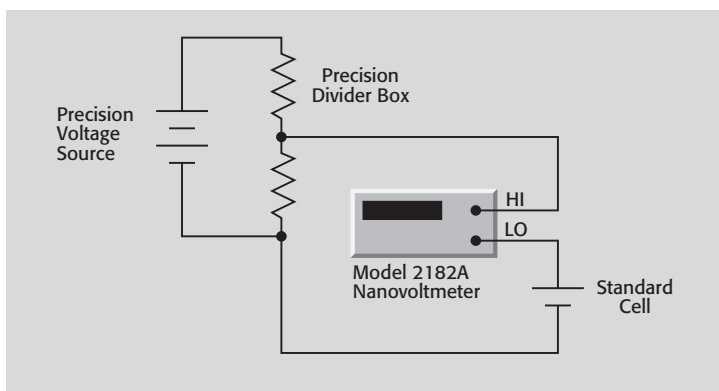 Precision
Divider Box
Precision
Voltage
Source
HI
LO
Model 2182A
Nanovoltmeter
Standard
Cell